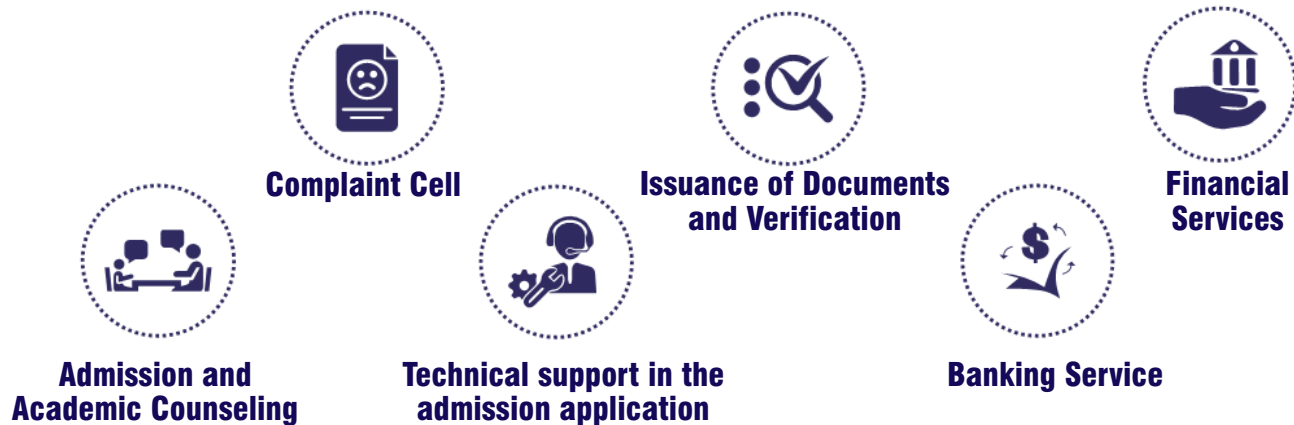 Complaint Cell
Issuance of Documents
and Verification
Financial
Services
Admission and
Academic Counseling
Technical support in the
admission application
Banking Service